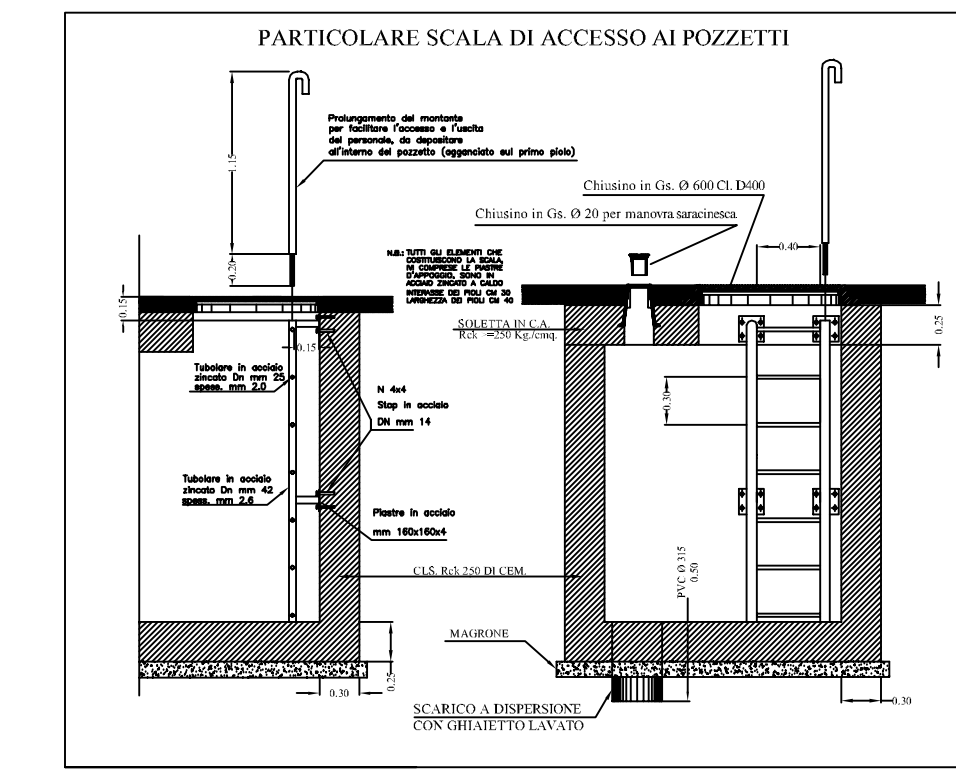 PARTICOLARE SCALA DI ACCESSO AI POZZETTI
Prolungamento del montante
per facilitare l'accesso e l'uscita
del personale, da depositare
all'interno del pozzetto (agganciato sul primo piolo)
1.15
0.20
Chiusino in Gs. Ø 600 Cl. D400
Chiusino in Gs. Ø 20 per manovra saracinesca
0.40
N.B.: TUTTI GLI ELEMENTI CHE
COSTITUISCONO LA SCALA,
IVI COMPRESE LE PIASTRE
D'APPOGGIO, SONO IN
ACCIAIO ZINCATO A CALDO
INTERASSE DEI PIOLI CM 30
LARGHEZZA DEI PIOLI CM 40
0.15
0.15
SOLETTA IN C.A.
Rck =250 Kg./cmq.
0.25
Tubolare in acciaio
zincato Dn mm 25
spess. mm 2.0
N 4x4
Stop in acciaio
DN mm 14
0.30
Tubolare in acciaio
zincato Dn mm 42
spess. mm 2.6
Piastre in acciaio
mm 160x160x4
CLS. Rck 250 DI CEM.
PVC Ø 315
0.50
MAGRONE
0.25
0.30
0.30
SCARICO A DISPERSIONE
CON GHIAIETTO LAVATO